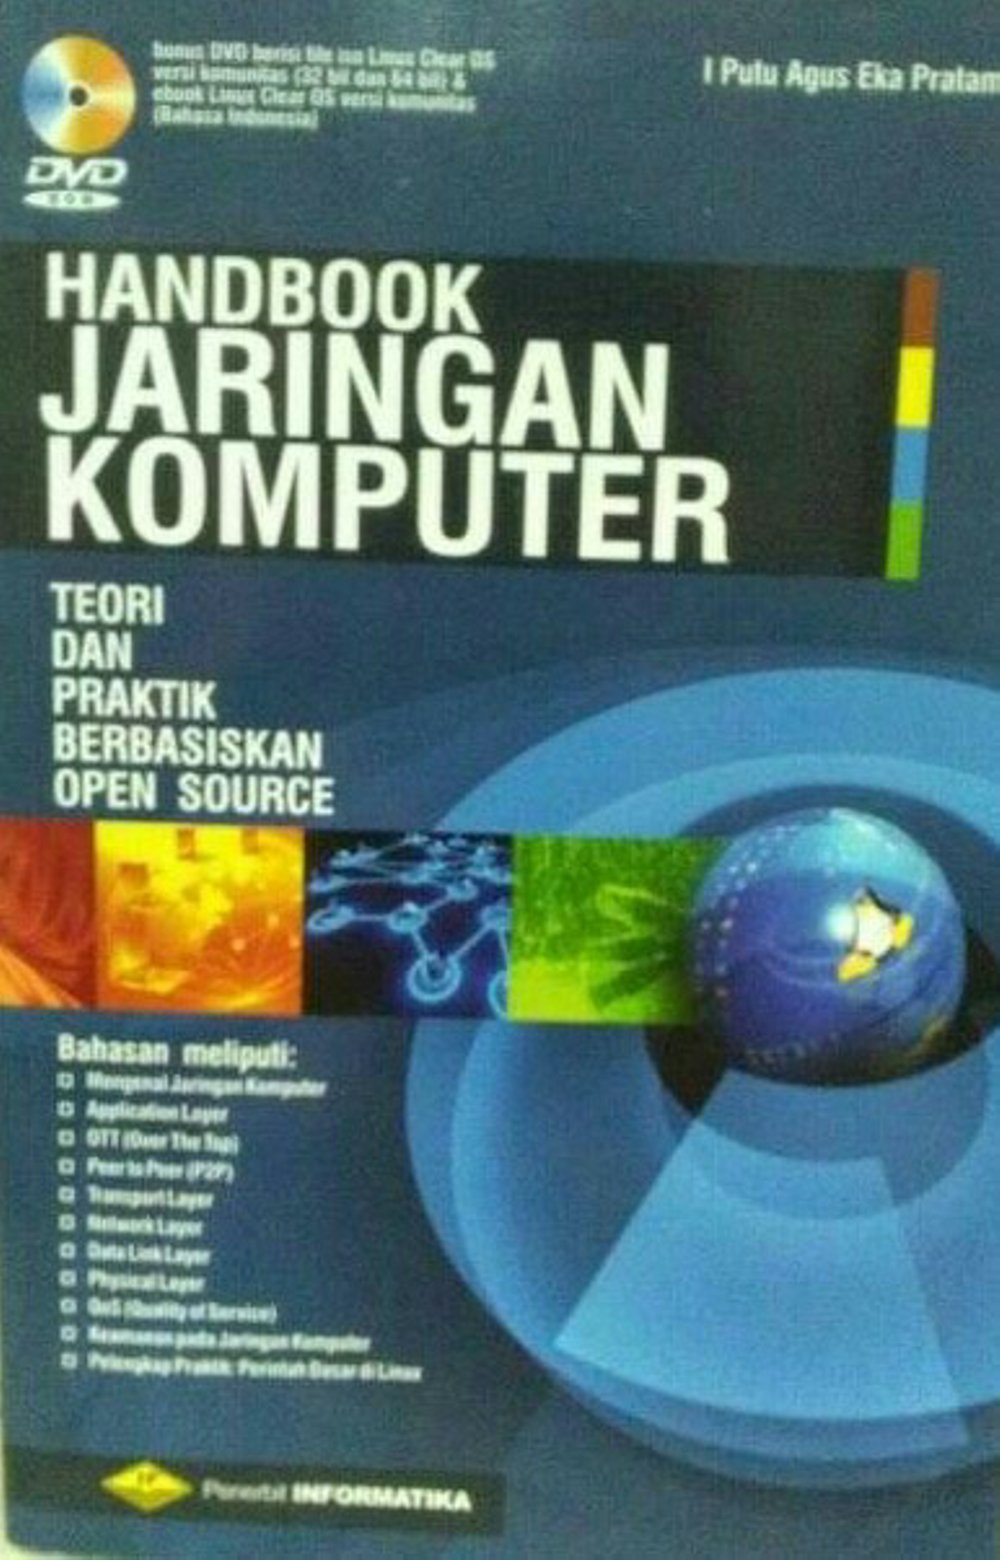 bonus DVD berisi file iso Linux Clear OS
versi komunitas (32 bit dan 64 bit) &
ebook Linux Clear OS versi komunitas
(Bahasa Indonesia)
I Putu Agus Eka Pratam
DVD
ROM
HANDBOOK
JARINGAN
KOMPUTER
TEORI
DAN
PRAKTIK
BERBASISKAN
OPEN SOURCE
Bahasan meliputi:
Mengenal Jaringan Komputer
Application Layer
OTT (Over The Top)
Peer to Peer (P2P)
Transport Layer
Network Layer
Data Link Layer
Physical Layer
QoS (Quality of Service)
Keamanan pada Jaringan Komputer
Pelengkap Praktik: Perintah Dasar di Linux
Penerbit INFORMATIKA